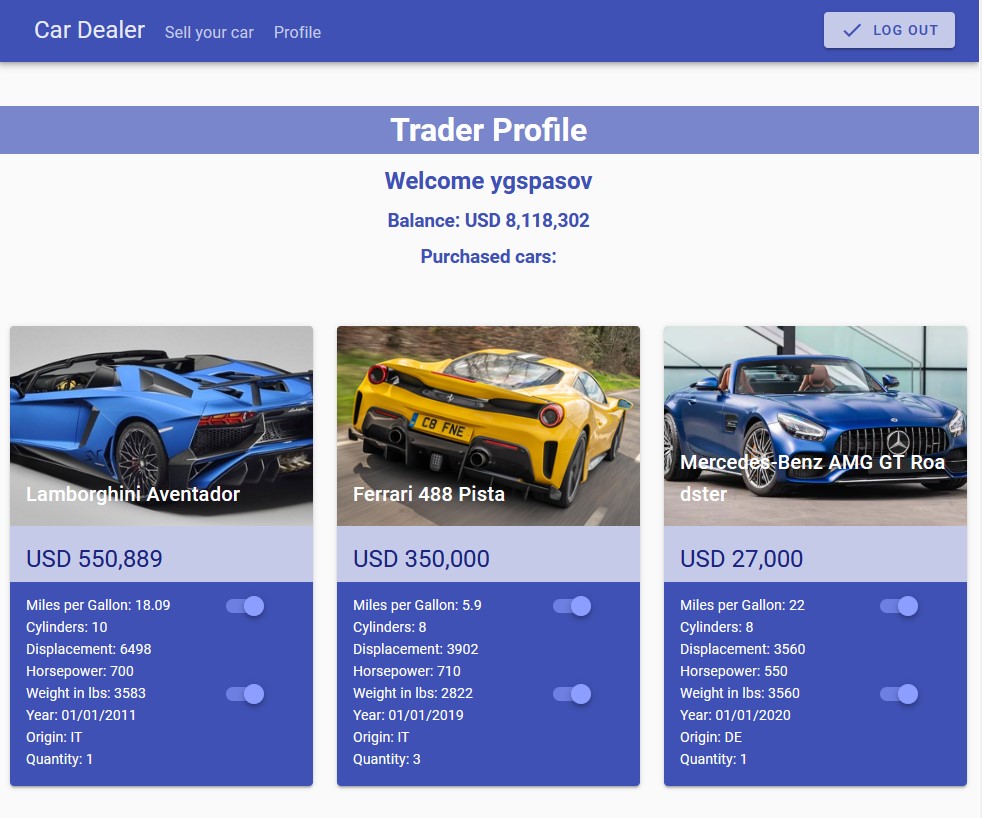 Car Dealer
Sell your car
Profile
LOG OUT
Trader Profile
Welcome ygspasov
Balance: USD 8,118,302
Purchased cars:
C8 FNE
Lamborghini Aventador
Ferrari 488 Pista
Mercedes-Benz AMG GT Roa
dster
USD 550,889
USD 350,000
USD 27,000
Miles per Gallon: 18.09
Cylinders: 10
Displacement: 6498
Horsepower: 700
Weight in lbs: 3583
Year: 01/01/2011
Origin: IT
Quantity: 1
Miles per Gallon: 5.9
Cylinders: 8
Displacement: 3902
Horsepower: 710
Weight in lbs: 2822
Year: 01/01/2019
Origin: IT
Quantity: 3
Miles per Gallon: 22
Cylinders: 8
Displacement: 3560
Horsepower: 550
Weight in lbs: 3560
Year: 01/01/2020
Origin: DE
Quantity: 1